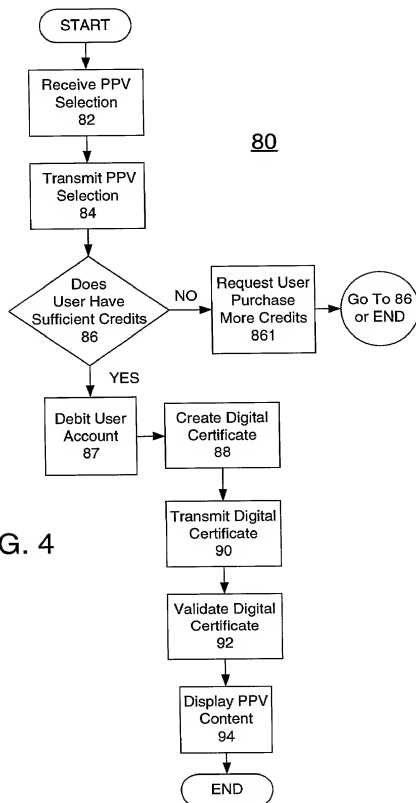 START
Receive PPV
Selection
82
80
Transmit PPV
Selection
84
Does
User Have
Sufficient Credits
86
NO
Request User
Purchase
More Credits
861
Go To 86
or END
YES
Debit User
Account
87
Create Digital
Certificate
88
G. 4
Transmit Digital
Certificate
90
Validate Digital
Certificate
92
Display PPV
Content
94
END